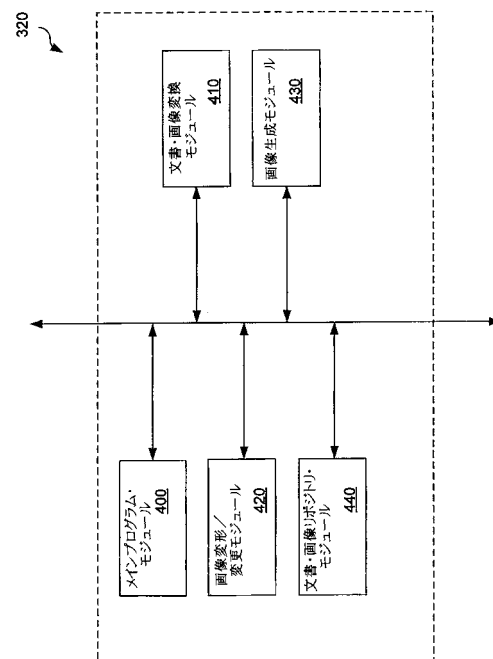 320
メインプログラム・
モジュール
400
文書・画像変換
モジュール
410
画像変形／
変更モジュール
420
画像生成モジュール
430
文書・画像リポジトリ・
モジュール
440